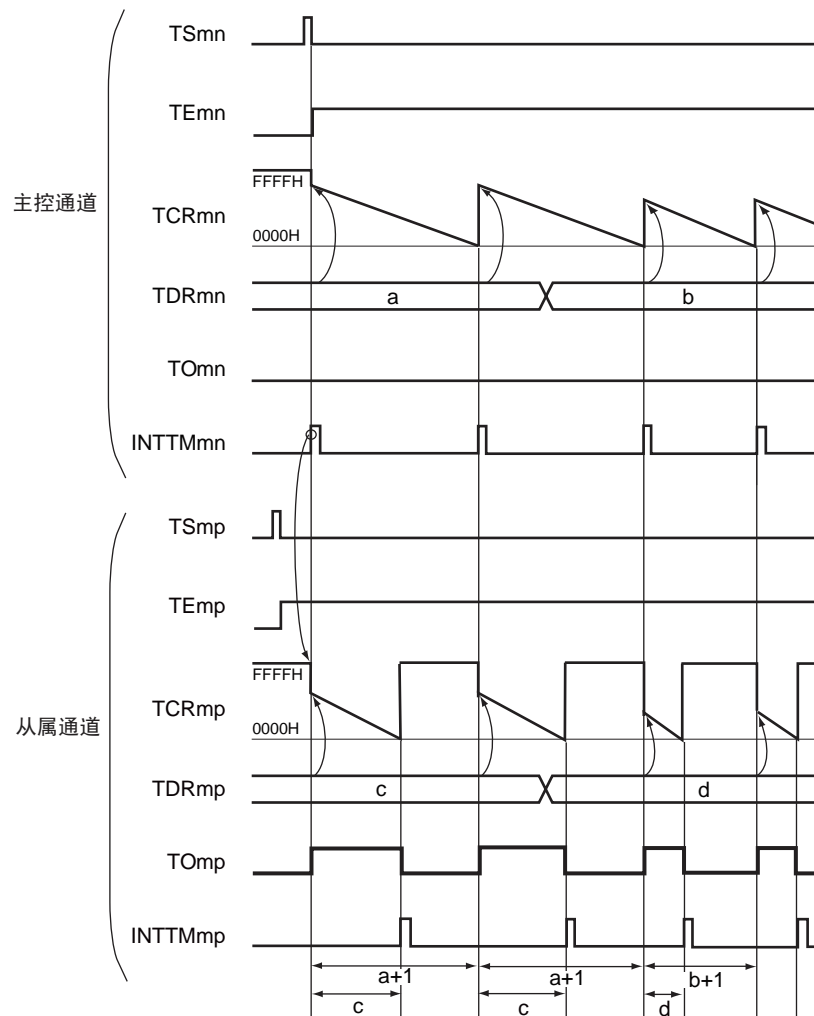 TSmn
TEmn
主控通道
FFFFH
TCRmn
0000H
TDRmn
a
b
TOmn
INTTMmn
TSmp
TEmp
从属通道
FFFFH
TCRmp
0000H
TDRmp
c
d
TOmp
INTTMmp
a+1
a+1
b+1
c
c
d